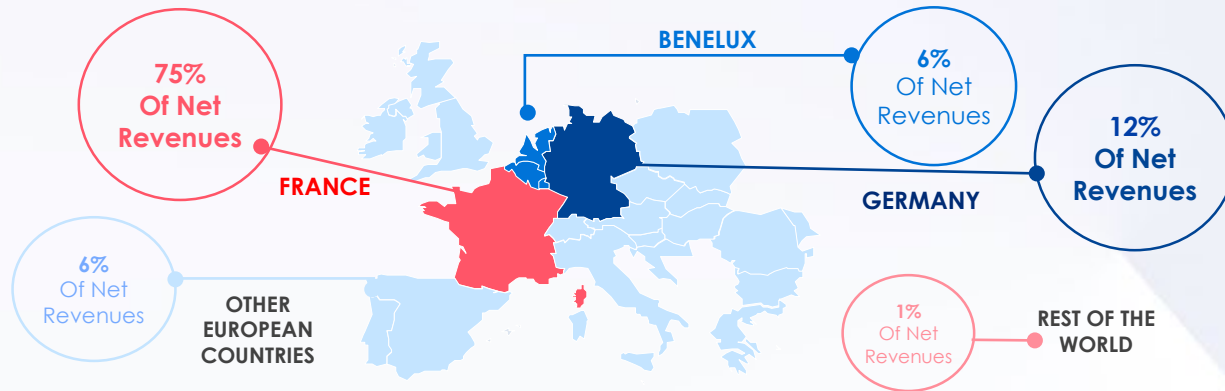 75%
Of Net
Revenues
FRANCE
BENELUX
6%
Of Net
Revenues
12%
Of Net
Revenues
GERMANY
6%
Of Net
Revenues
OTHER
EUROPEAN
COUNTRIES
1%
Of Net
Revenues
REST OF THE
WORLD